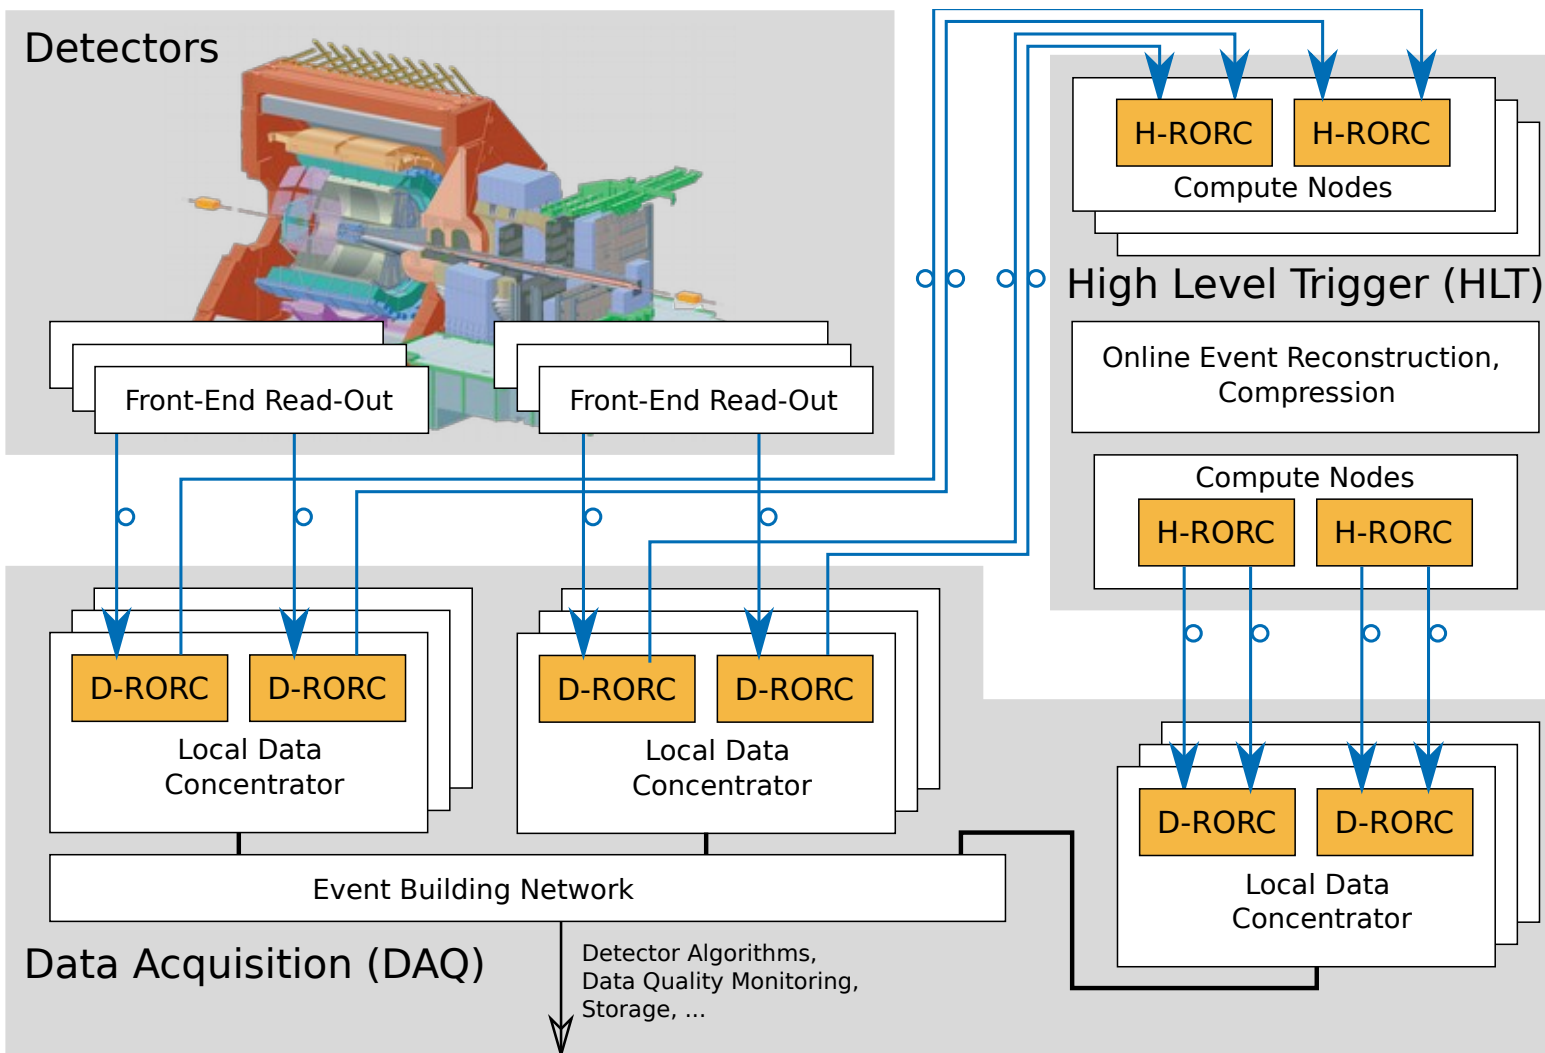 Detectors
Front-End Read-Out
Front-End Read-Out
H-RORC
H-RORC
Compute Nodes
High Level Trigger (HLT)
Online Event Reconstruction,
Compression
Compute Nodes
H-RORC
H-RORC
D-RORC
D-RORC
Local Data
Concentrator
D-RORC
D-RORC
Local Data
Concentrator
D-RORC
D-RORC
Local Data
Concentrator
Event Building Network
Data Acquisition (DAQ)
Detector Algorithms,
Data Quality Monitoring,
Storage, ...